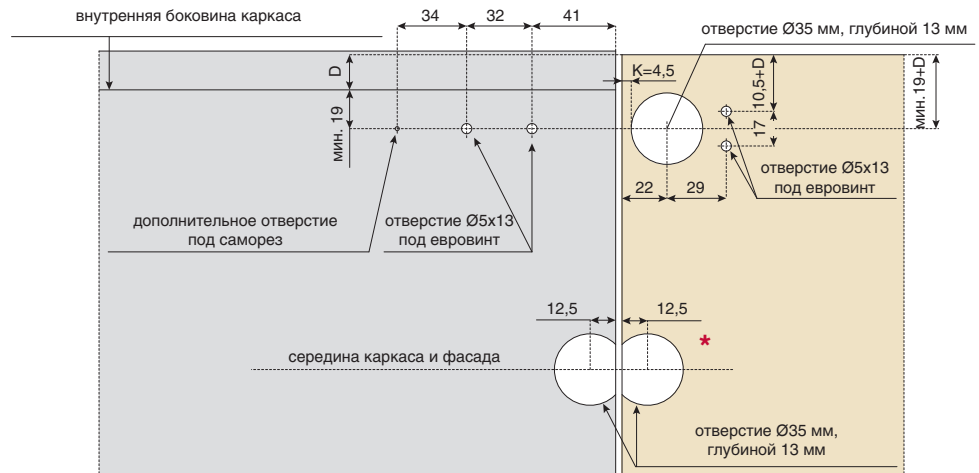 внутренняя боковина каркаса
34
32
41
отверстие Ø35 мм, глубиной 13 мм
D
K=4,5
10,5+D
мин.19+D
мин. 19
17
22
29
отверстие Ø5x13
под евровинт
дополнительное отверстие
под саморез
отверстие Ø5x13
под евровинт
12,5
12,5
*
середина каркаса и фасада
отверстие Ø35 мм,
глубиной 13 мм